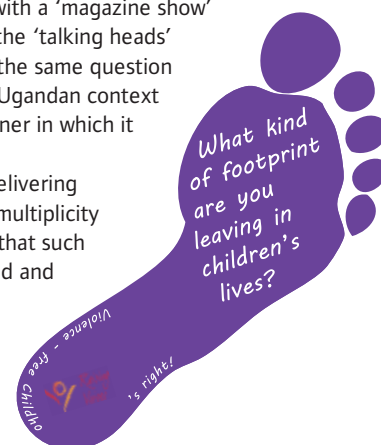 with a ‘magazine show’
the ‘talking heads’
the same question
Ugandan context
ner in which it
elivering
multiplicity
that such
d and
What kind
of footprint
are you
leaving in
children’s
lives?
Violence - Free Childho
's right!